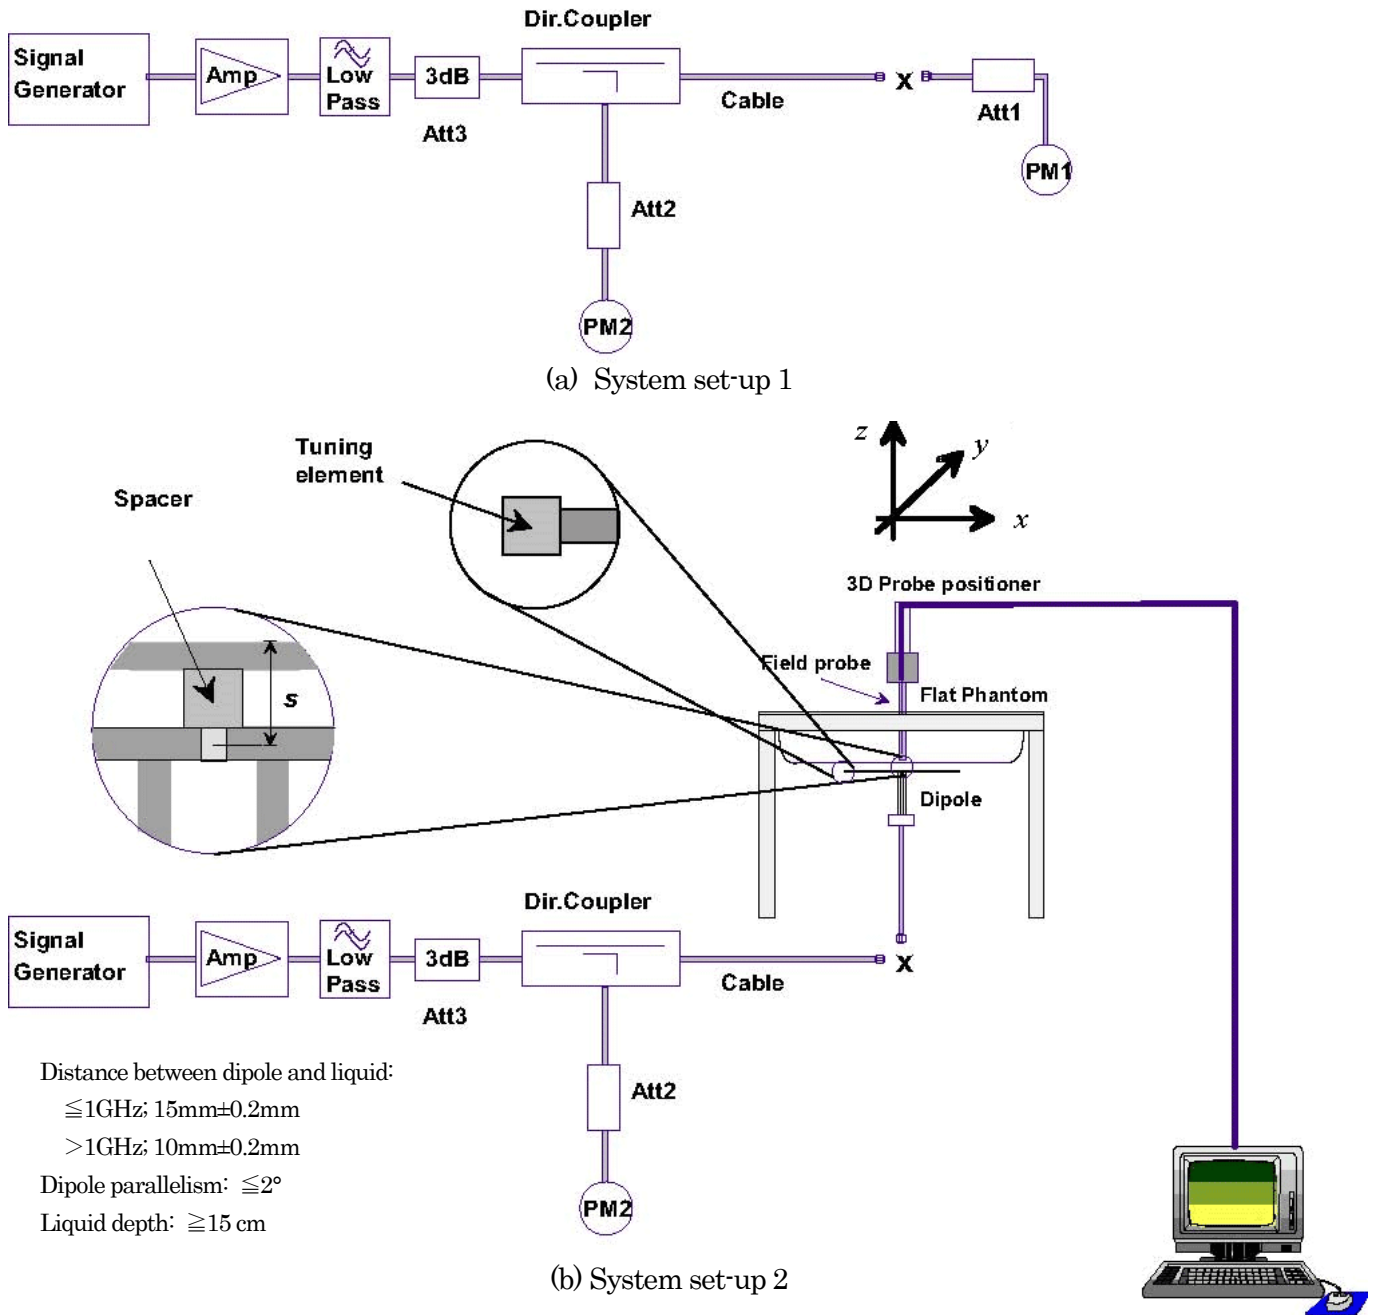 Dir.Coupler
Signal
Generator
Amp
Low
Pass
3dB
Att3
Cable
X
Att1
PM1
Att2
PM2
(a) System set-up 1
Tuning
element
Spacer
s
z
y
x
3D Probe positioner
Field probe
Flat Phantom
Dipole
Dir.Coupler
Signal
Generator
Amp
Low
Pass
3dB
Att3
Cable
X
Att2
PM2
Distance between dipole and liquid:
≦1GHz; 15mm±0.2mm
>1GHz; 10mm±0.2mm
Dipole parallelism: ≦2°
Liquid depth: ≧15 cm
(b) System set-up 2